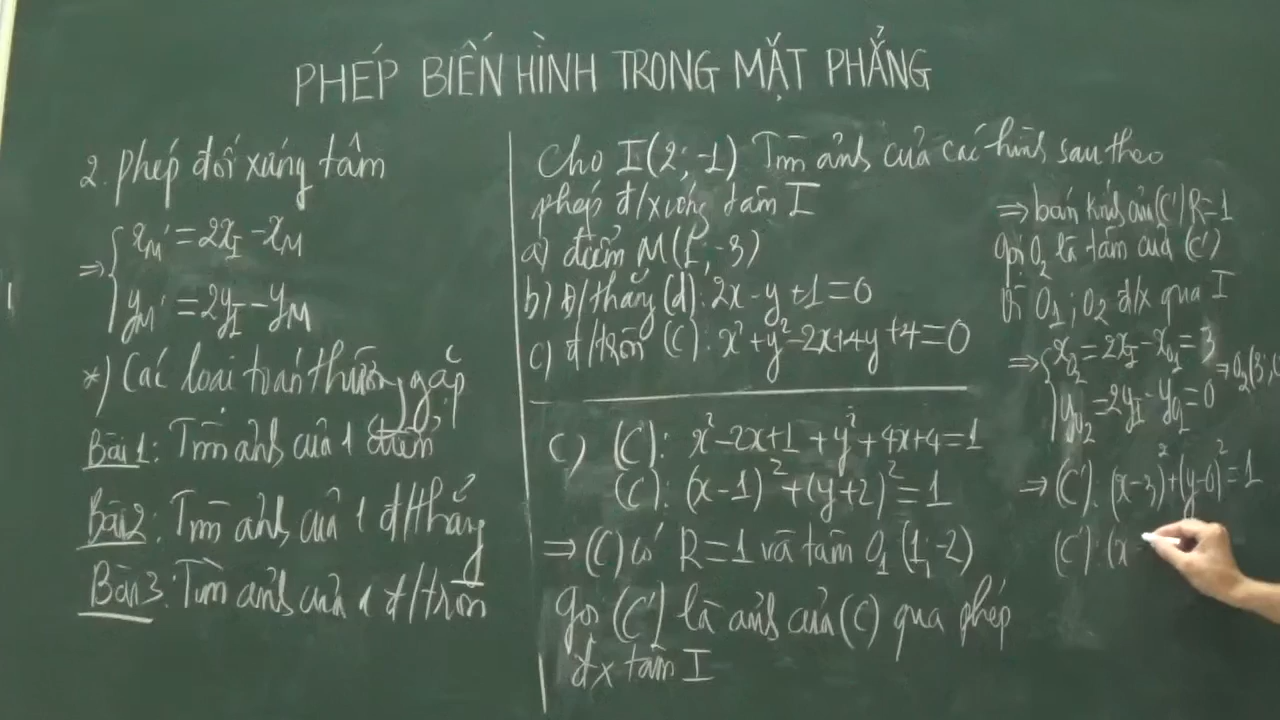 PHÉP BIẾN HÌNH TRONG MẶT PHẲNG
2. phép đối xứng tâm
⇒ { x_M' = 2x_I - x_M
y_M' = 2y_I - y_M
*) Các loại toán thường gặp
Bài 1: Tìm ảnh của 1 điểm
Bài 2: Tìm ảnh của 1 đ/thẳng
Bài 3: Tìm ảnh của 1 đ/tròn
Cho I(2; -1) Tìm ảnh của các hình sau theo
phép đ/xứng tâm I
a) điểm M(1; -3)
b) Đ/thẳng (d): 2x - y + 1 = 0
c) đ/tròn (C): x² + y² - 2x + 4y + 4 = 0
c) (C): x² - 2x + 1 + y² + 4x + 4 = 1
(C): (x - 1)² + (y + 2)² = 1
⇒ (C) có R = 1 và tâm O₁ (1; -2)
gọi (C') là ảnh của (C) qua phép
đx tâm I
⇒ bán kính của (C') R = 1
gọi O₂ là tâm của (C')
Vì O₁; O₂ đ/x qua I
⇒ { x_O₂ = 2x_I - x_O₁ = 3
y_O₂ = 2y_I - y_O₁ = 0 ⇒ O₂(3;
⇒ (C'): (x - 3)² + (y - 0)² = 1
(C'): (x -